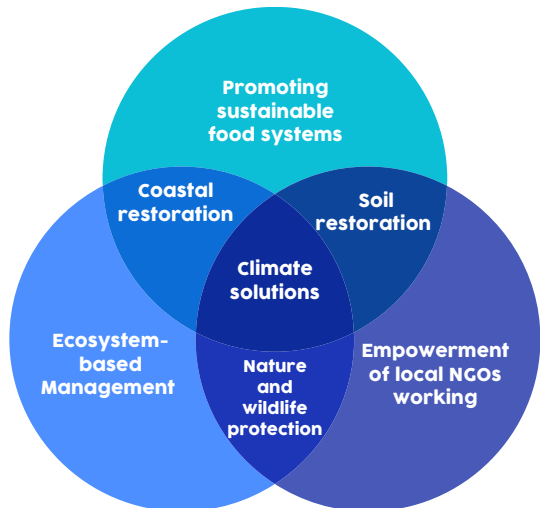 Promoting
sustainable
food systems
Coastal
restoration
Soil
restoration
Climate
solutions
Ecosystem-
based
Management
Nature
and
wildlife
protection
Empowerment
of local NGOs
working